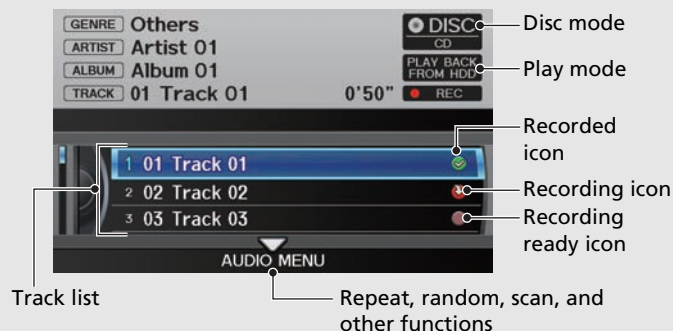 GENRE Others
ARTIST Artist 01
ALBUM Album 01
TRACK 01 Track 01 0'50"
DISC
CD
PLAY BACK
FROM HDD
REC
1 01 Track 01
2 02 Track 02
3 03 Track 03
AUDIO MENU
Disc mode
Play mode
Recorded
icon
Recording icon
Recording
ready icon
Track list
Repeat, random, scan, and
other functions